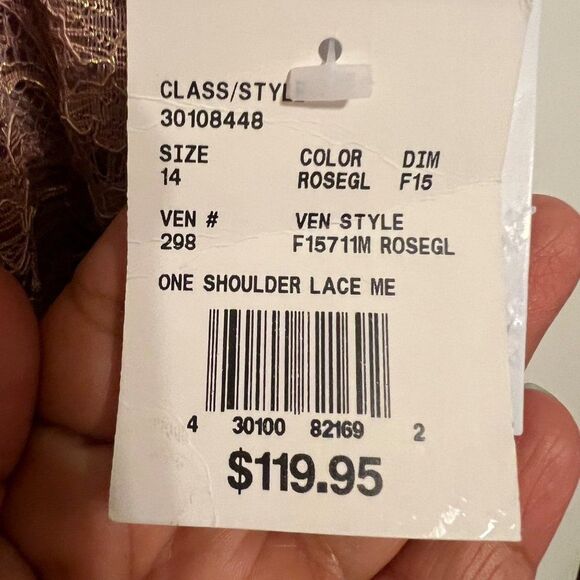 CLASS/STYLE
30108448
SIZE COLOR DIM
14 ROSEGL F15
VEN # VEN STYLE
298 F15711M ROSEGL
ONE SHOULDER LACE ME
4 30100 82169 2
$119.95